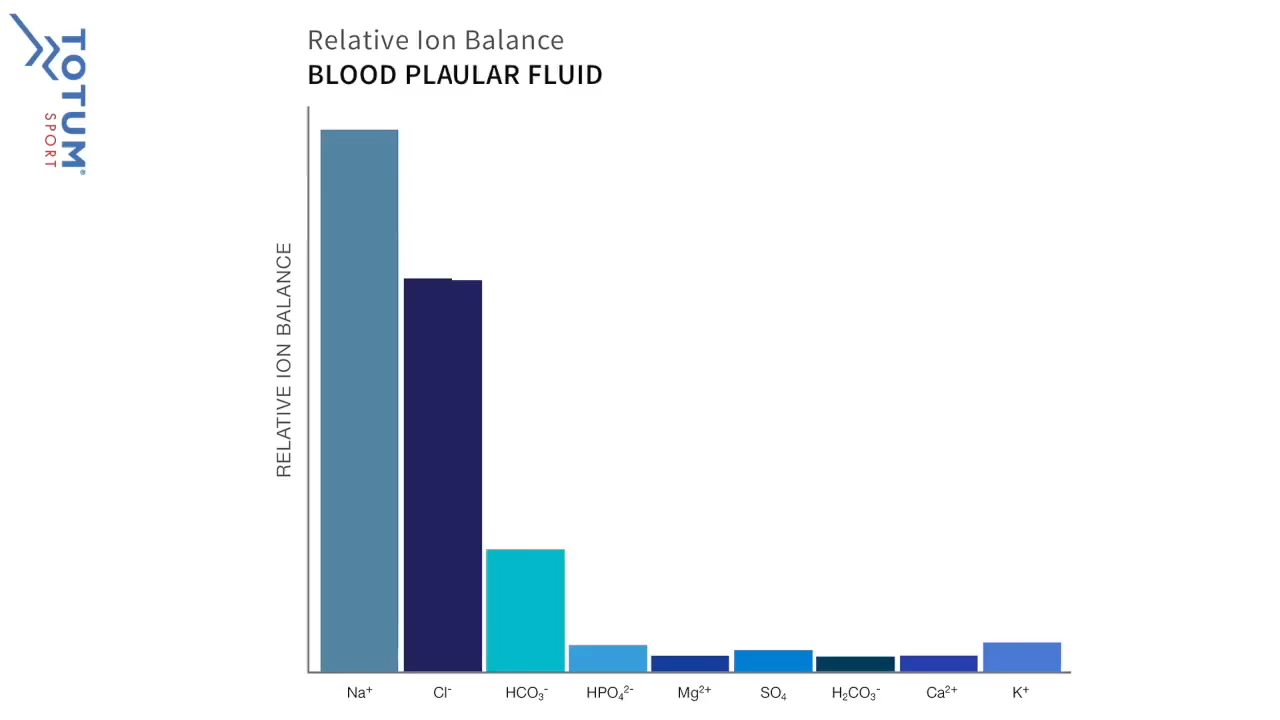 TOTUM®
SPORT
Relative Ion Balance
BLOOD PLAULAR FLUID
RELATIVE ION BALANCE
Na⁺ Cl⁻ HCO₃⁻ HPO₄²⁻ Mg²⁺ SO₄ H₂CO₃⁻ Ca²⁺ K⁺